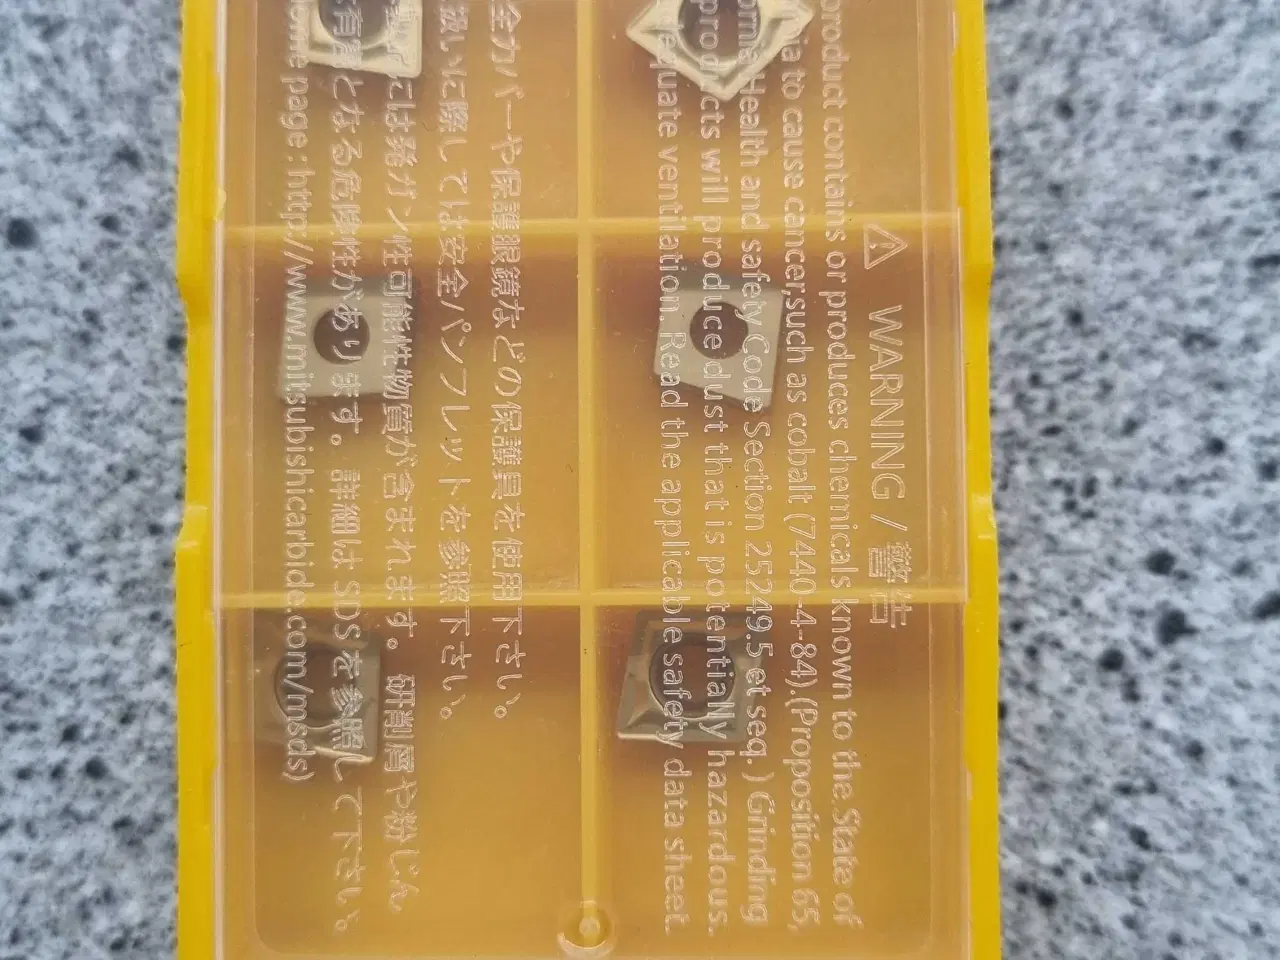 WARNING / 警告
product contains or produces chemicals known to the State of
to cause cancer,such as cobalt (7440-4-84).(Proposition 65,
Health and safety Code Section 25249.5 et seq. ) Grinding
products will produce dust that is potentially hazardous.
ventilation. Read the applicable safety data sheet.
全カバーや保護眼鏡などの保護具を使用下さい。
扱いに際しては安全パンフレットを参照下さい。
には発ガン性可能性物質が含まれます。研削屑や粉じん
有害となる危険性があります。詳細は SDSを参照して下さい。
page : http://www.mitsubishicarbide.com/msds)